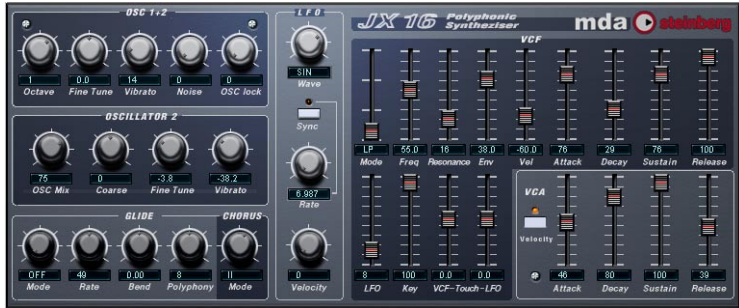 JX 16 Polyphonic Syntheziser
mda steinberg
OSC 1+2
1 0.0 14 0 0
Octave Fine Tune Vibrato Noise OSC lock
OSCILLATOR 2
75 0 -3.8 -38.2
OSC Mix Coarse Fine Tune Vibrato
GLIDE
OFF 49 0.00 8
Mode Rate Bend Polyphony
CHORUS
II
Mode
LFO
SIN
Wave
Sync
6.987
Rate
0
Velocity
VCF
LP 55.0 16 38.0 -60.0 76 29 76 100
Mode Freq Resonance Env Vel Attack Decay Sustain Release
8 100 0.0 0.0
LFO Key VCF-Touch-LFO
VCA
Velocity
46 80 100 39
Attack Decay Sustain Release